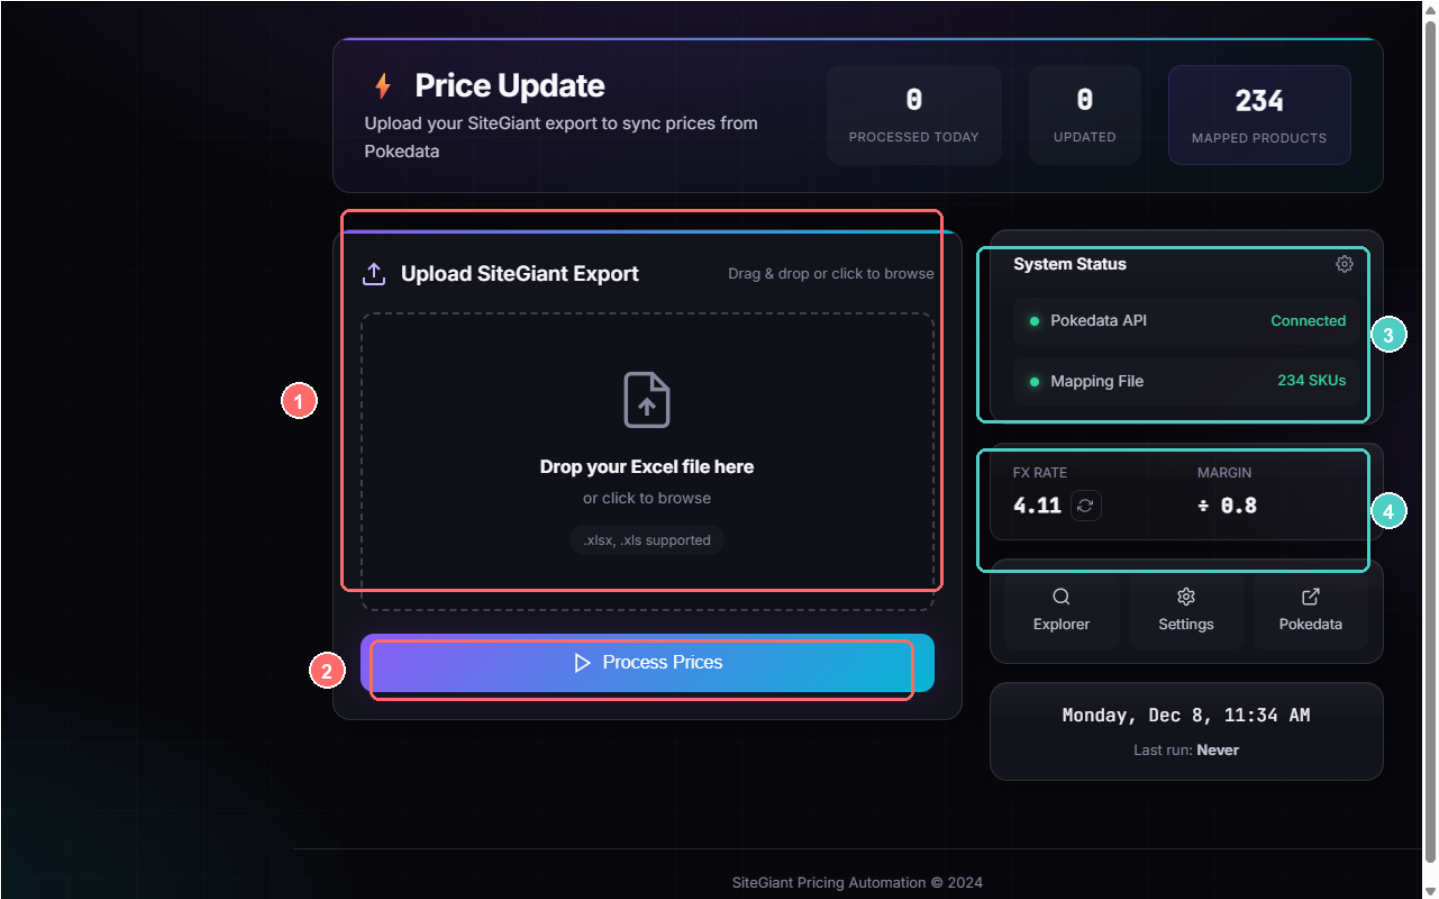 Price Update
Upload your SiteGiant export to sync prices from
Pokedata
0
PROCESSED TODAY
0
UPDATED
234
MAPPED PRODUCTS
Upload SiteGiant Export
Drag & drop or click to browse
Drop your Excel file here
or click to browse
.xlsx, .xls supported
1
Process Prices
2
System Status
Pokedata API
Connected
Mapping File
234 SKUs
3
FX RATE
MARGIN
4.11
÷ 0.8
4
Explorer
Settings
Pokedata
Monday, Dec 8, 11:34 AM
Last run: Never
SiteGiant Pricing Automation © 2024